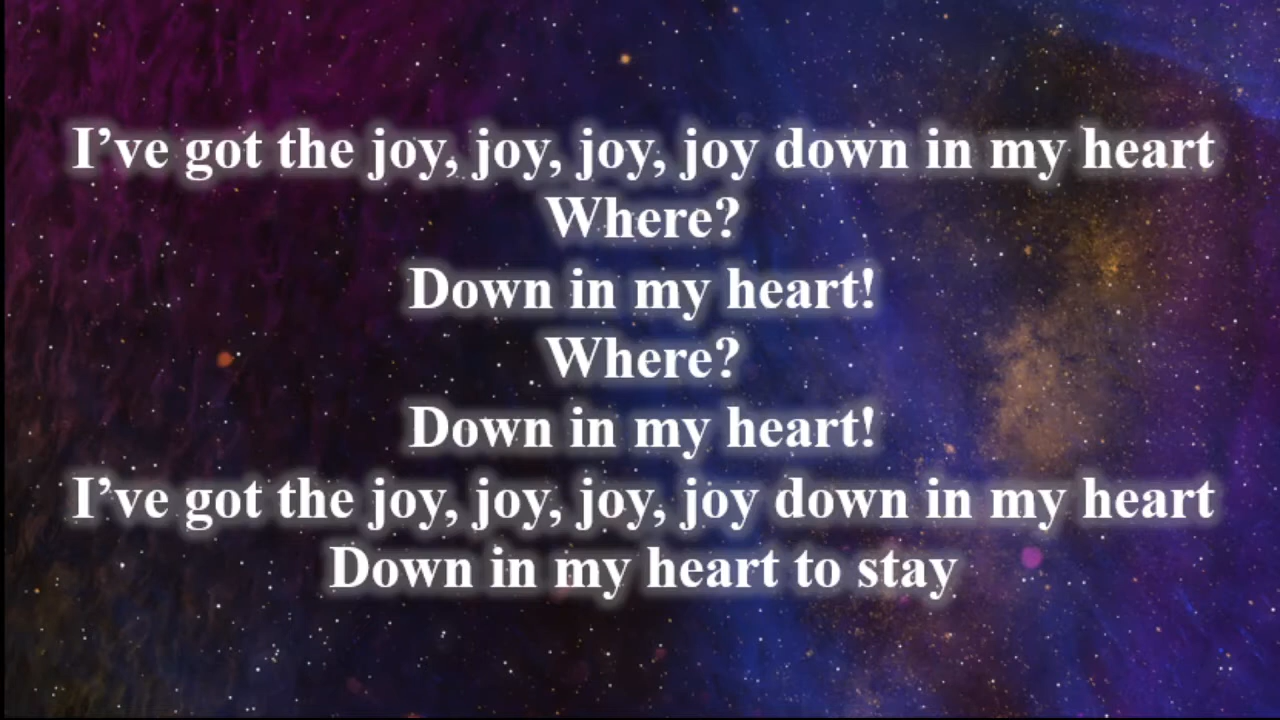 I’ve got the joy, joy, joy, joy down in my heart
Where?
Down in my heart!
Where?
Down in my heart!
I’ve got the joy, joy, joy, joy down in my heart
Down in my heart to stay